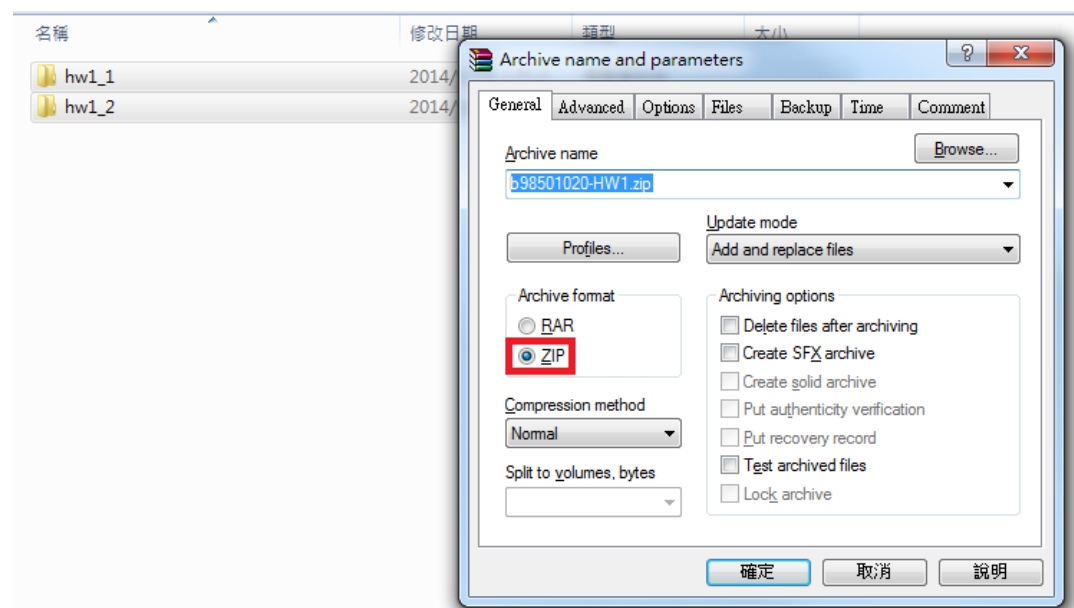 名稱 修改日期 類型 大小
hw1_1 2014/
hw1_2 2014/
Archive name and parameters
General Advanced Options Files Backup Time Comment
Archive name
Browse...
b98501020-HW1.zip
Update mode
Profiles...
Add and replace files
Archive format
RAR
ZIP
Archiving options
Delete files after archiving
Create SFX archive
Create solid archive
Put authenticity verification
Put recovery record
Test archived files
Lock archive
Compression method
Normal
Split to volumes, bytes
確定 取消 說明